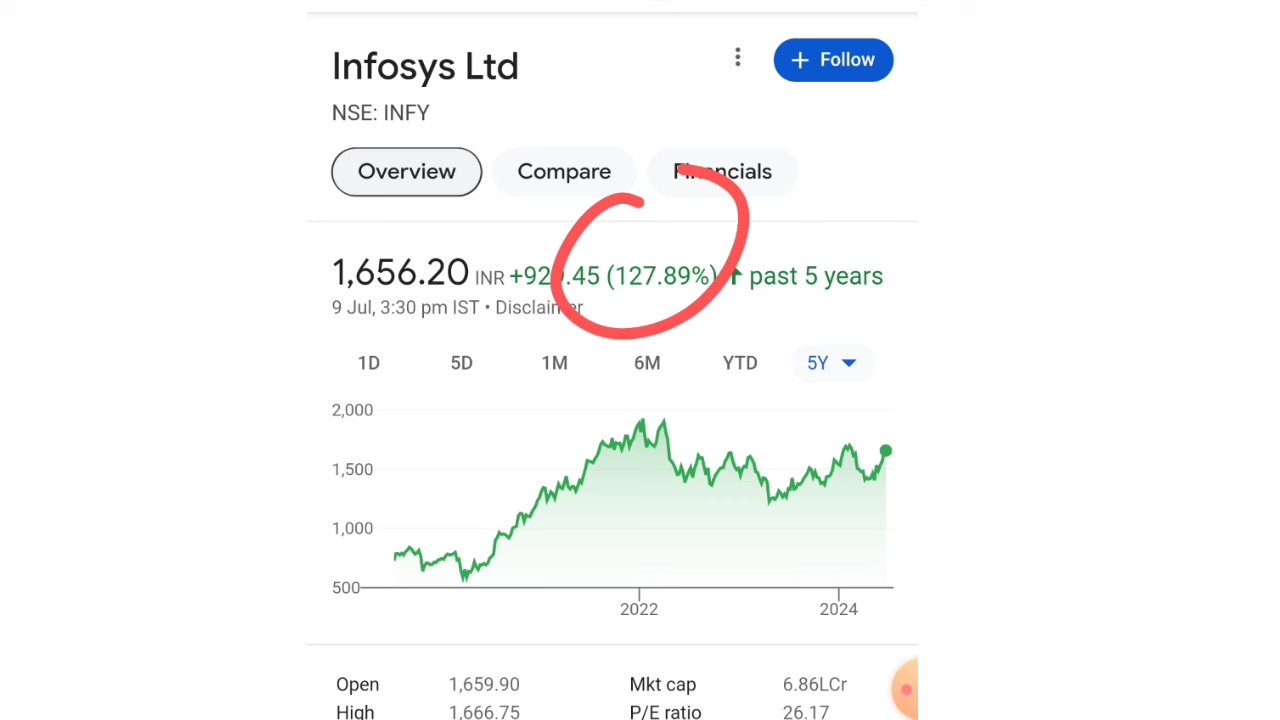 Infosys Ltd
+ Follow
NSE: INFY
Overview Compare Financials
1,656.20 INR +929.45 (127.89%) ↑ past 5 years
9 Jul, 3:30 pm IST • Disclaimer
1D 5D 1M 6M YTD 5Y
2,000
1,500
1,000
500
2022 2024
Open 1,659.90 Mkt cap 6.86LCr
High 1,666.75 P/E ratio 26.17